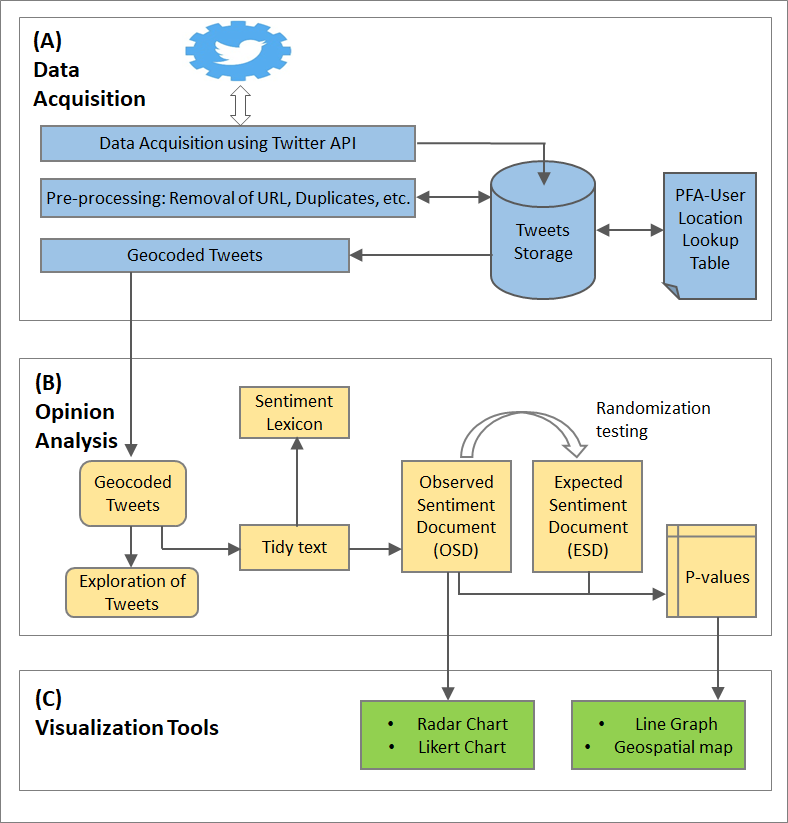 (A)
Data
Acquisition
Data Acquisition using Twitter API
Pre-processing: Removal of URL, Duplicates, etc.
Geocoded Tweets
Tweets
Storage
PFA-User
Location
Lookup
Table
(B)
Opinion
Analysis
Sentiment
Lexicon
Randomization
testing
Geocoded
Tweets
Exploration of
Tweets
Tidy text
Observed
Sentiment
Document
(OSD)
Expected
Sentiment
Document
(ESD)
P-values
(C)
Visualization Tools
• Radar Chart
• Likert Chart
• Line Graph
• Geospatial map